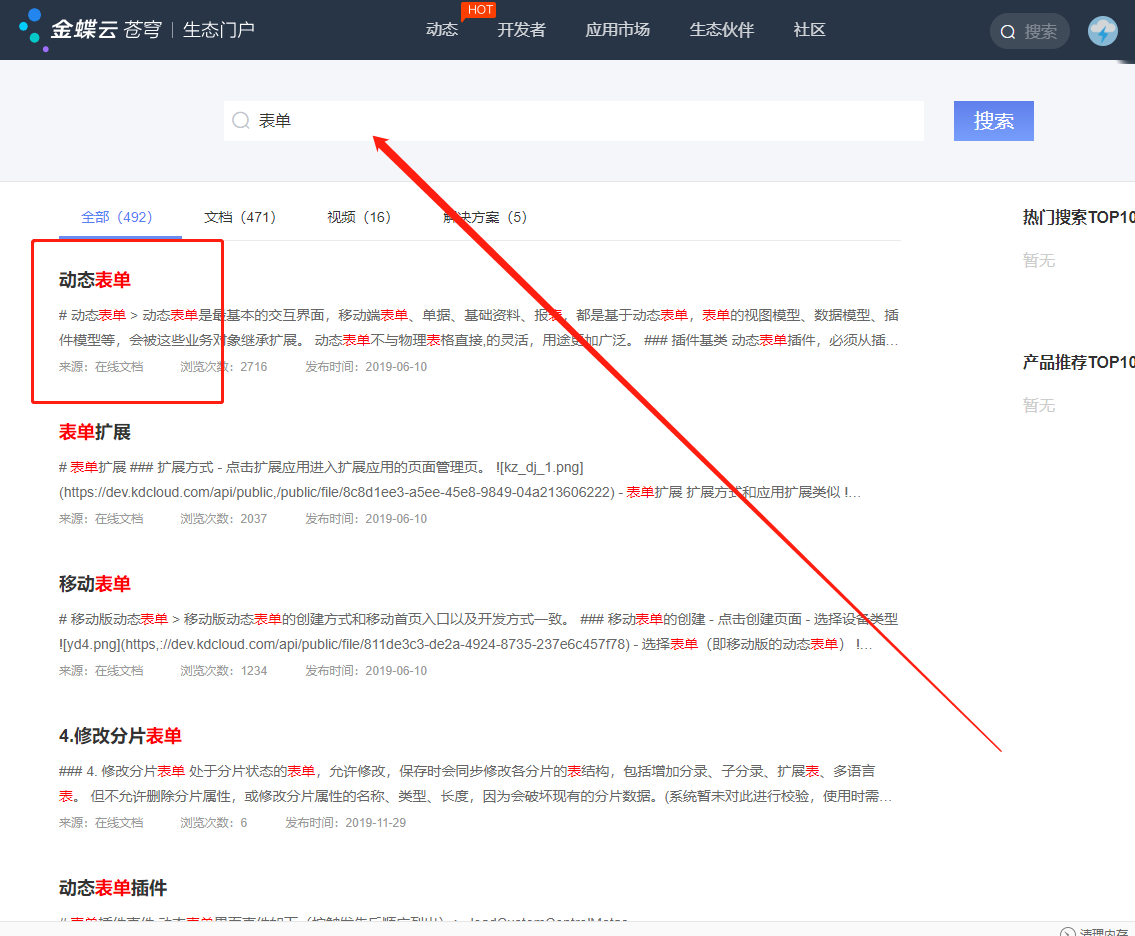 金蝶云 苍穹 生态门户
动态 HOT 开发者 应用市场 生态伙伴 社区 搜索
表单 搜索
全部（492） 文档（471） 视频（16） 解决方案（5）
热门搜索TOP10
暂无
动态表单
# 动态表单 > 动态表单是最基本的交互界面，移动端表单、单据、基础资料、报表，都是基于动态表单，表单的视图模型、数据模型、插
件模型等，会被这些业务对象继承扩展。 动态表单不与物理表格直接,的灵活，用途更加广泛。 ### 插件基类 动态表单插件，必须从插…
来源：在线文档 浏览次数：2716 发布时间：2019-06-10
产品推荐TOP10
暂无
表单扩展
# 表单扩展 ### 扩展方式 - 点击扩展应用进入扩展应用的页面管理页。 ![kz_dj_1.png]
(https://dev.kdcloud.com/api/public,/public/file/8c8d1ee3-a5ee-45e8-9849-04a213606222) - 表单扩展 扩展方式和应用扩展类似 !…
来源：在线文档 浏览次数：2037 发布时间：2019-06-10
移动表单
# 移动版动态表单 > 移动版动态表单的创建方式和移动首页入口以及开发方式一致。 ### 移动表单的创建 - 点击创建页面 - 选择设备类型
![yd4.png](https,://dev.kdcloud.com/api/public/file/811de3c3-de2a-4924-8735-237e6c457f78) - 选择表单（即移动版的动态表单） !…
来源：在线文档 浏览次数：1234 发布时间：2019-06-10
4.修改分片表单
### 4. 修改分片表单 处于分片状态的表单，允许修改，保存时会同步修改各分片的表结构，包括增加分录、子分录、扩展表、多语言
表。 但不允许删除分片属性，或修改分片属性的名称、类型、长度，因为会破坏现有的分片数据。(系统暂未对此进行校验，使用时需…
来源：在线文档 浏览次数：6 发布时间：2019-11-29
动态表单插件
清理内存